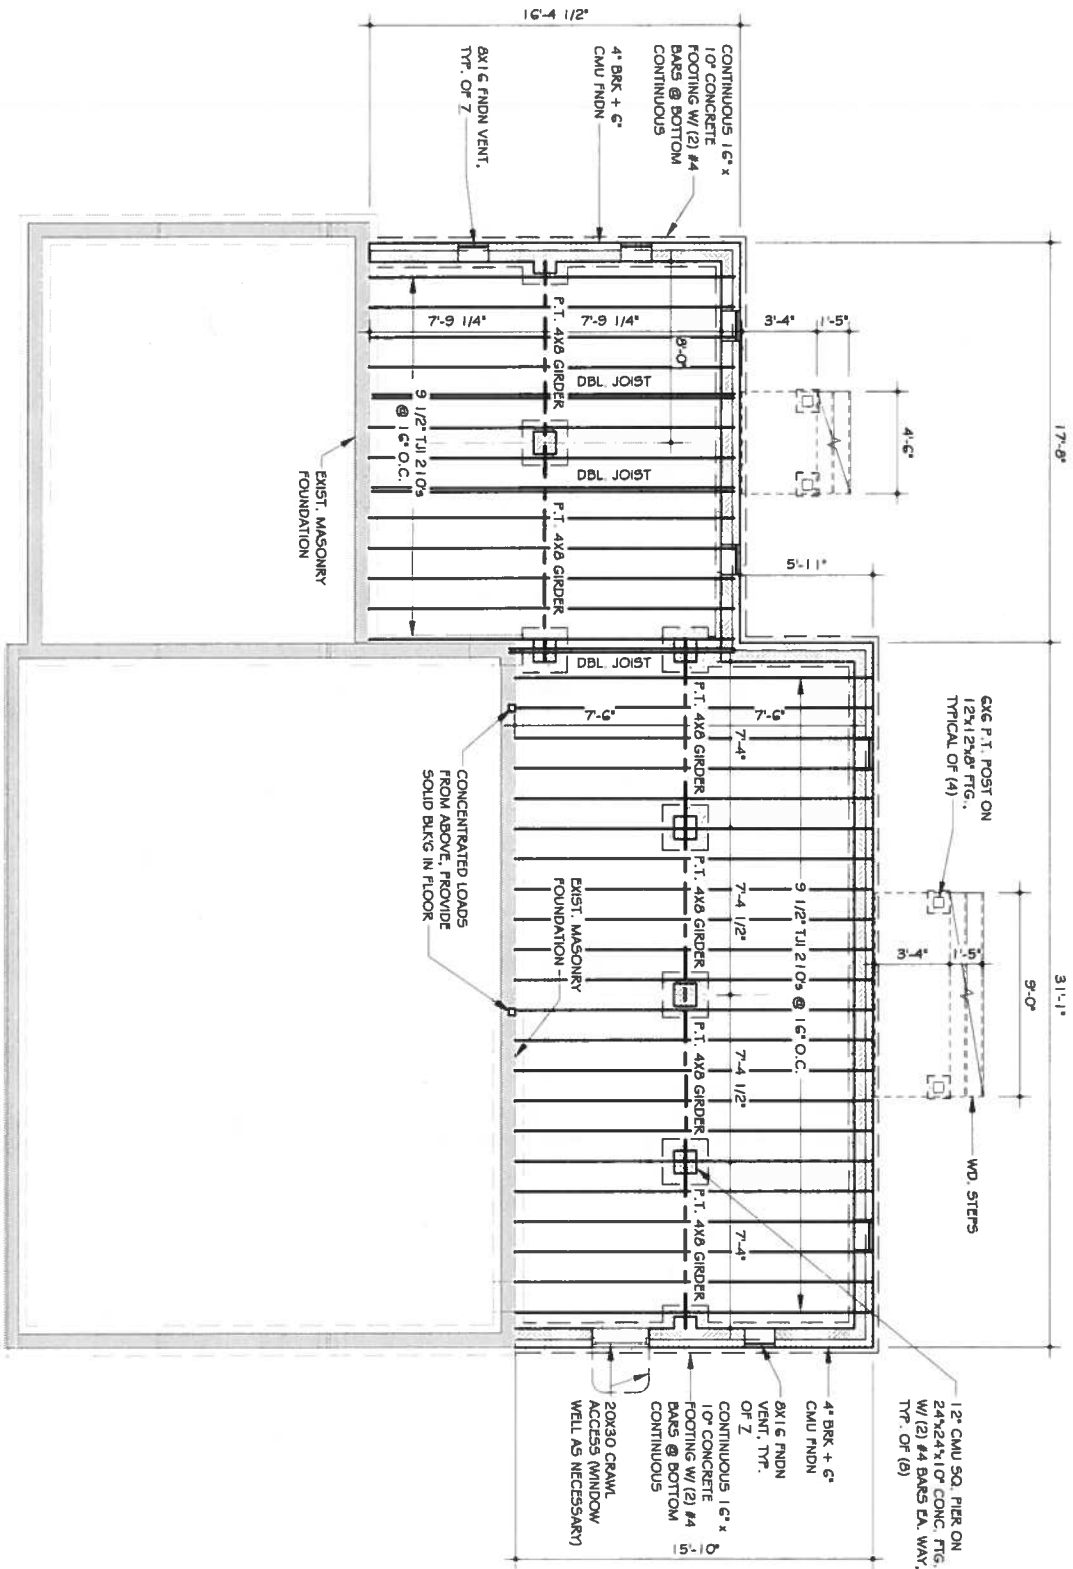 16'-4 1/2"
CONTINUOUS 16" x
10" CONCRETE
FOOTING W/ (2) #4
BARS @ BOTTOM
CONTINUOUS
4" BRK + 6"
CMU FNDN
8X16 FNDN VENT,
TYP. OF 7
17'-8"
3'-4"
1'-5"
4'-6"
5'-11"
7'-9 1/4"
7'-9 1/4"
8'-0"
P.T. 4X8 GIRDER
DBL. JOIST
9 1/2" TJI 210's
@ 16" O.C.
DBL. JOIST
P.T. 4X8 GIRDER
EXIST. MASONRY
FOUNDATION
DBL. JOIST
6X6 P.T. POST ON
12"x12"x8" FTG.,
TYPICAL OF (4)
31'-1"
9'-0"
3'-4"
1'-5"
WD. STEPS
7'-6"
7'-6"
7'-4"
P.T. 4X8 GIRDER
7'-4 1/2"
P.T. 4X8 GIRDER
9 1/2" TJI 210's @ 16" O.C.
7'-4 1/2"
P.T. 4X8 GIRDER
7'-4"
P.T. 4X8 GIRDER
CONCENTRATED LOADS
FROM ABOVE, PROVIDE
SOLID BLK'G IN FLOOR
EXIST. MASONRY
FOUNDATION
12" CMU SQ. PIER ON
24"x24"x10" CONC. FTG.
W/ (2) #4 BARS EA. WAY,
TYP. OF (8)
4" BRK + 6"
CMU FNDN
8X16 FNDN
VENT, TYP.
OF 7
CONTINUOUS 16" x
10" CONCRETE
FOOTING W/ (2) #4
BARS @ BOTTOM
CONTINUOUS
20X30 CRAWL
ACCESS (WINDOW
WELL AS NECESSARY)
15'-10"